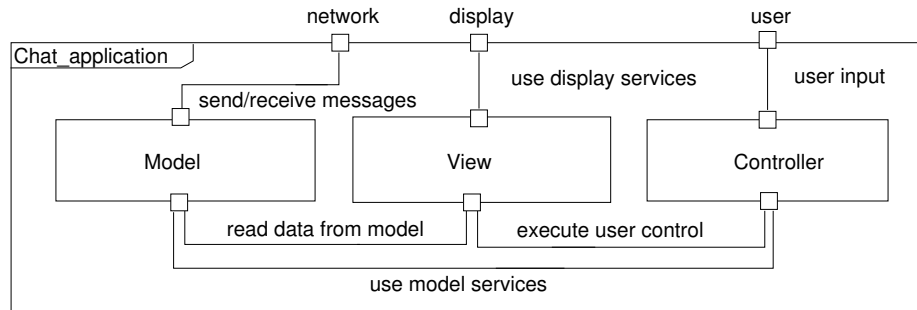 network
display
user
Chat_application
use display services
user input
send/receive messages
Model
View
Controller
read data from model
execute user control
use model services